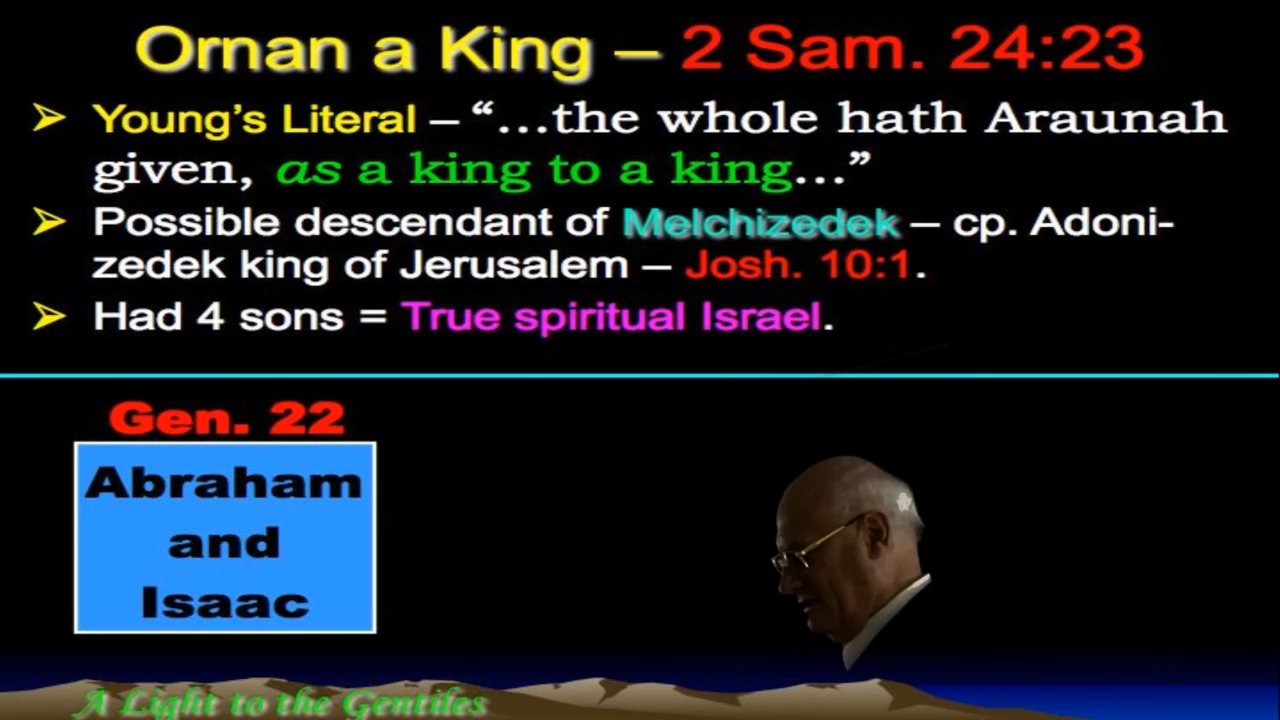 Ornan a King – 2 Sam. 24:23
➢ Young’s Literal – “…the whole hath Araunah
given, as a king to a king…”
➢ Possible descendant of Melchizedek – cp. Adoni-
zedek king of Jerusalem – Josh. 10:1.
➢ Had 4 sons = True spiritual Israel.
Gen. 22
Abraham
and
Isaac
A Light to the Gentiles